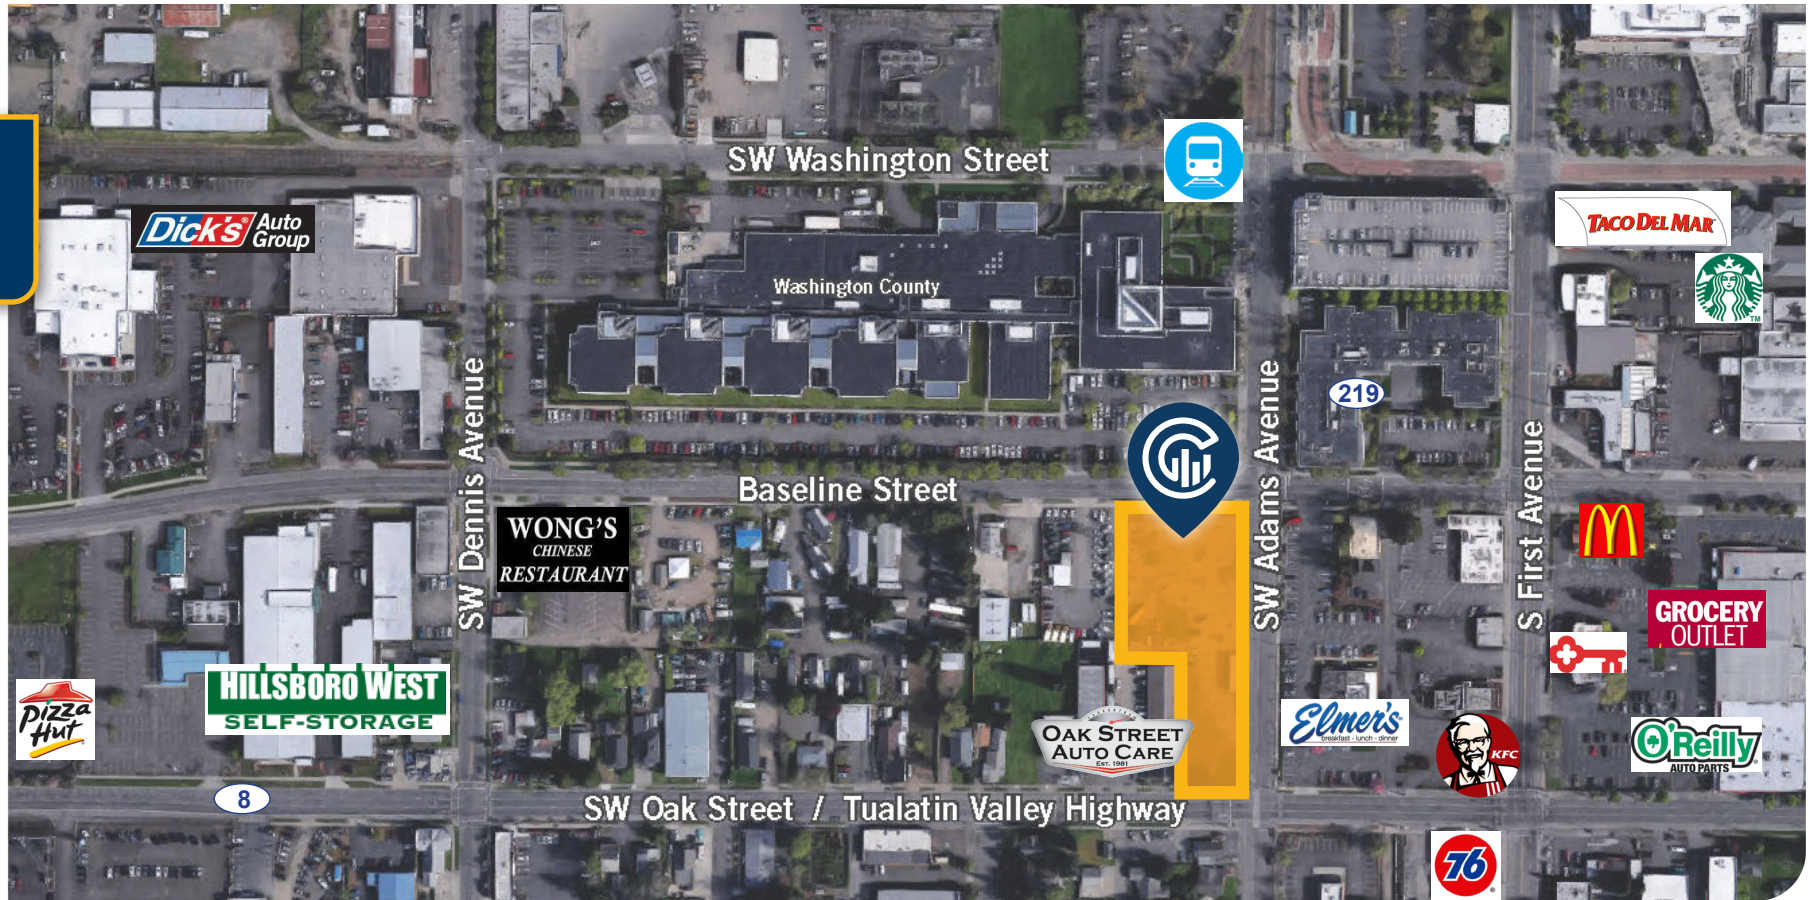 SW Washington Street
Dick's® Auto
Group
TACO DEL MAR
TM
Washington County
219
SW Dennis Avenue
SW Adams Avenue
S First Avenue
Baseline Street
WONG'S
CHINESE
RESTAURANT
GROCERY
OUTLET
HILLSBORO WEST
SELF-STORAGE
Pizza
Hut
Elmer's
breakfast - lunch - dinner
OAK STREET
AUTO CARE
EST. 1981
KFC
O'Reilly
AUTO PARTS
8
SW Oak Street / Tualatin Valley Highway
76